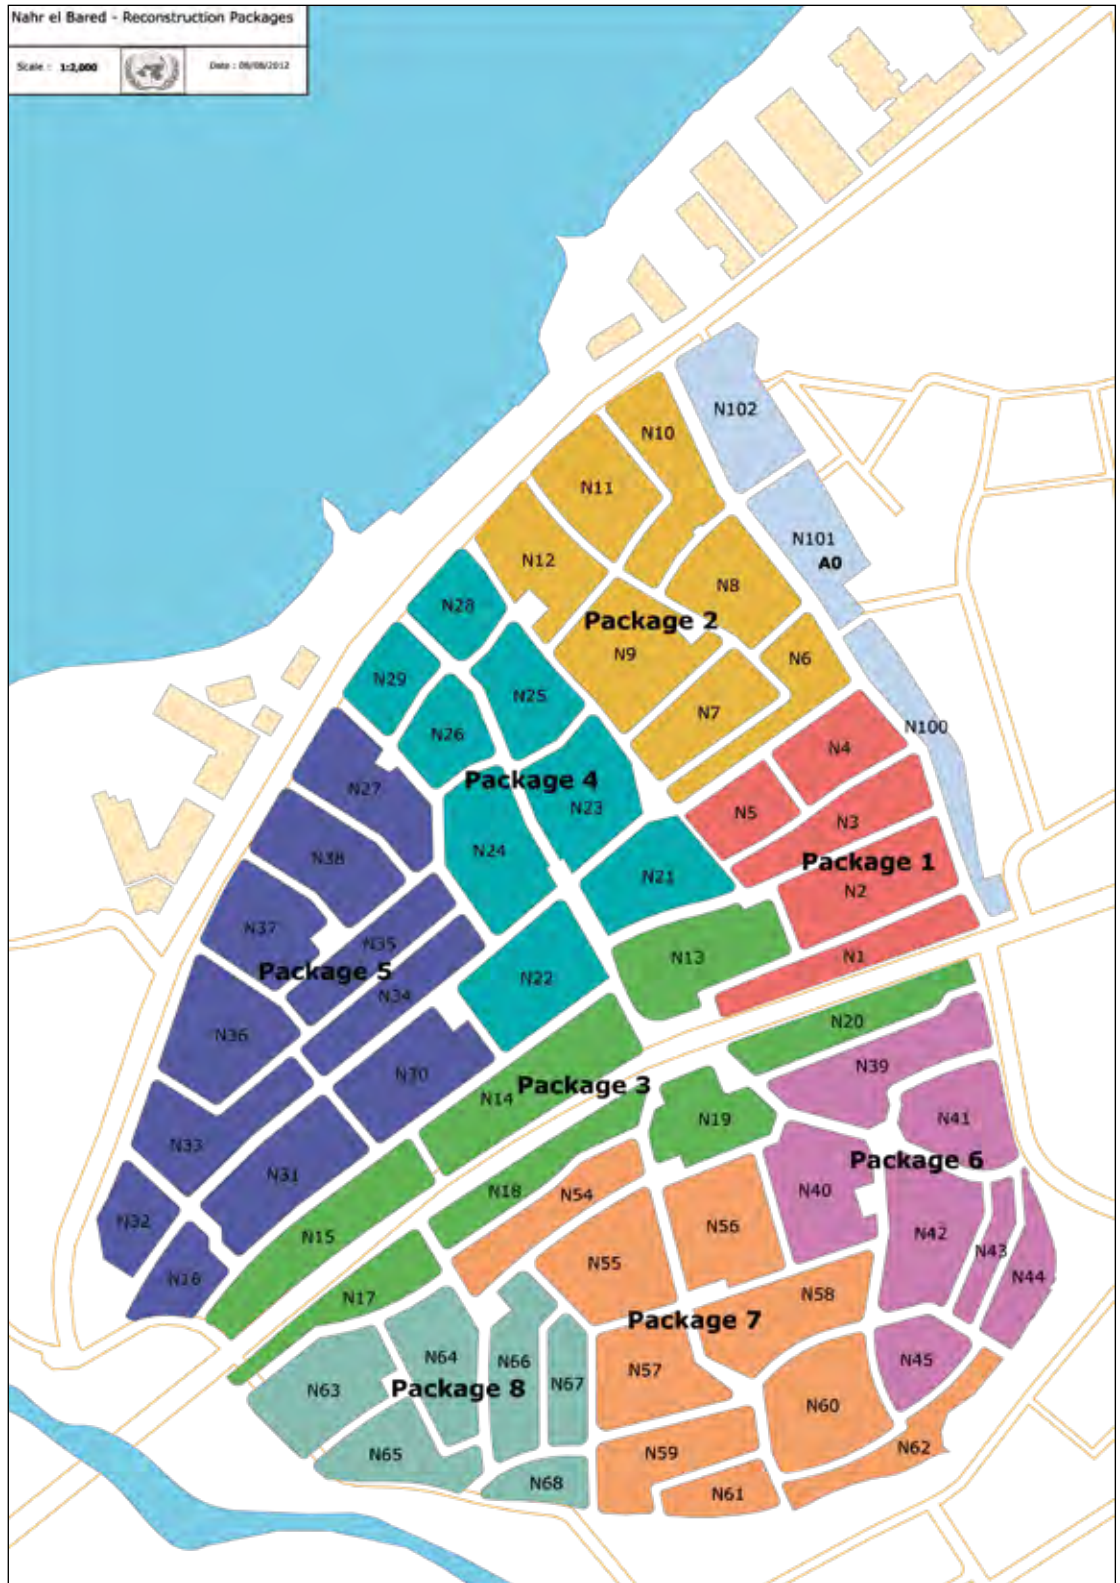 Nahr el Bared - Reconstruction Packages
Scale : 1:2,000
Date : 08/08/2012
N102
N10
N11
N101
A0
N12
N8
N28
Package 2
N9
N6
N29
N25
N7
N100
N26
N4
Package 4
N27
N23
N5
N3
N24
N38
Package 1
N21
N2
N37
N35
Package 5
N13
N1
N22
N34
N36
N20
N30
N39
Package 3
N14
N19
N41
N33
Package 6
N31
N18
N54
N40
N32
N15
N56
N42
N55
N43
N16
N44
N17
N58
Package 7
N64
N66
N45
N67
N57
N63
Package 8
N60
N65
N59
N62
N68
N61